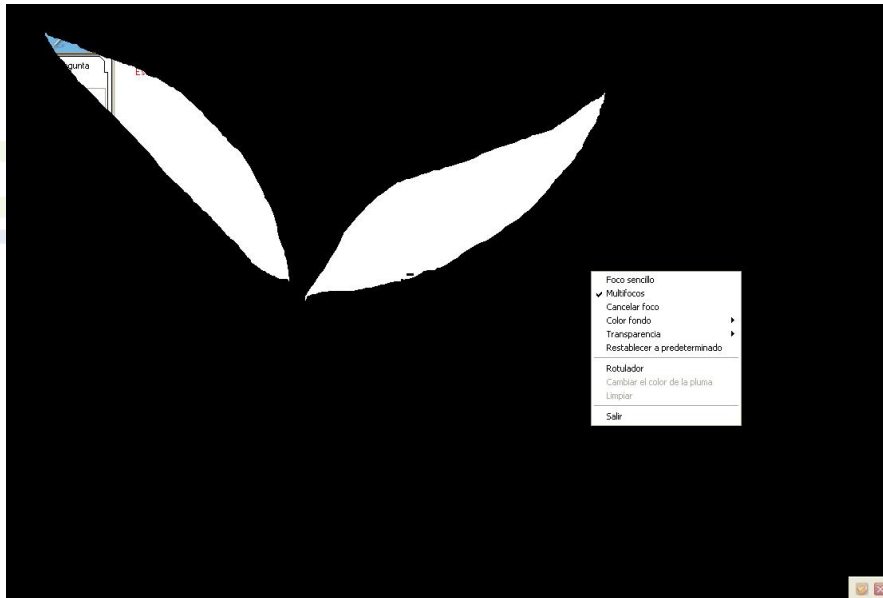 gunta
Foco sencillo
Multifocos
Cancelar foco
Color fondo
Transparencia
Restablecer a predeterminado
Rotulador
Cambiar el color de la pluma
Limpiar
Salir